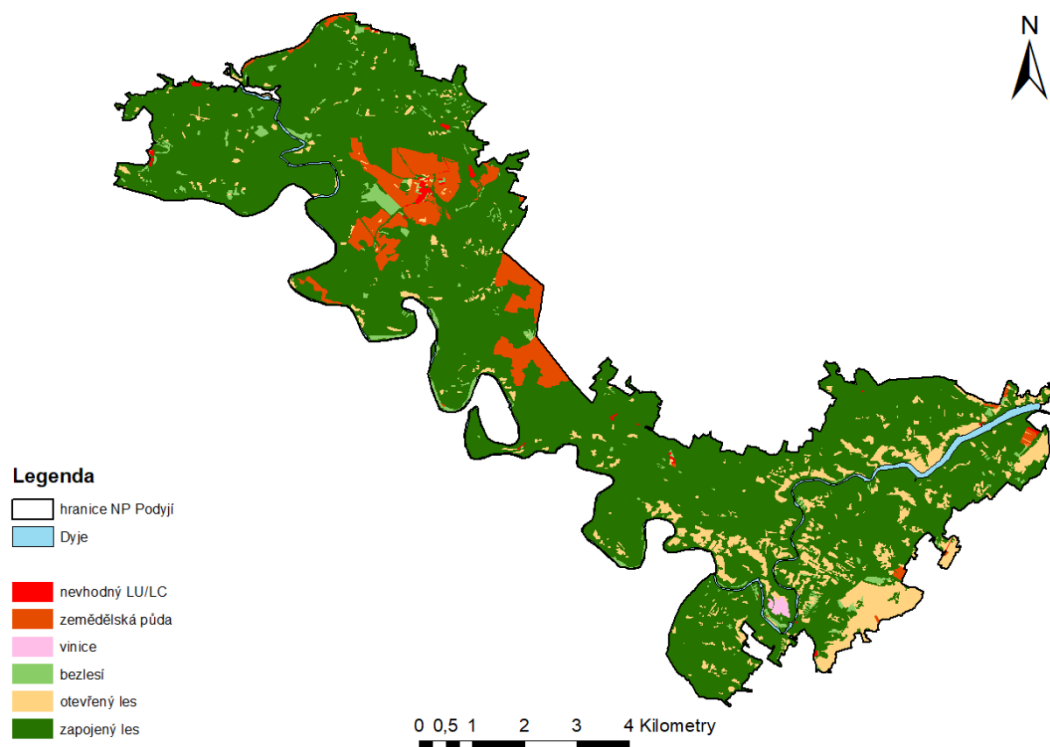 N
Legenda
hranice NP Podyjí
Dyje
nevhodný LU/LC
zemědělská půda
vinice
bezlesí
otevřený les
zapojený les
0 0,5 1 2 3 4 Kilometry